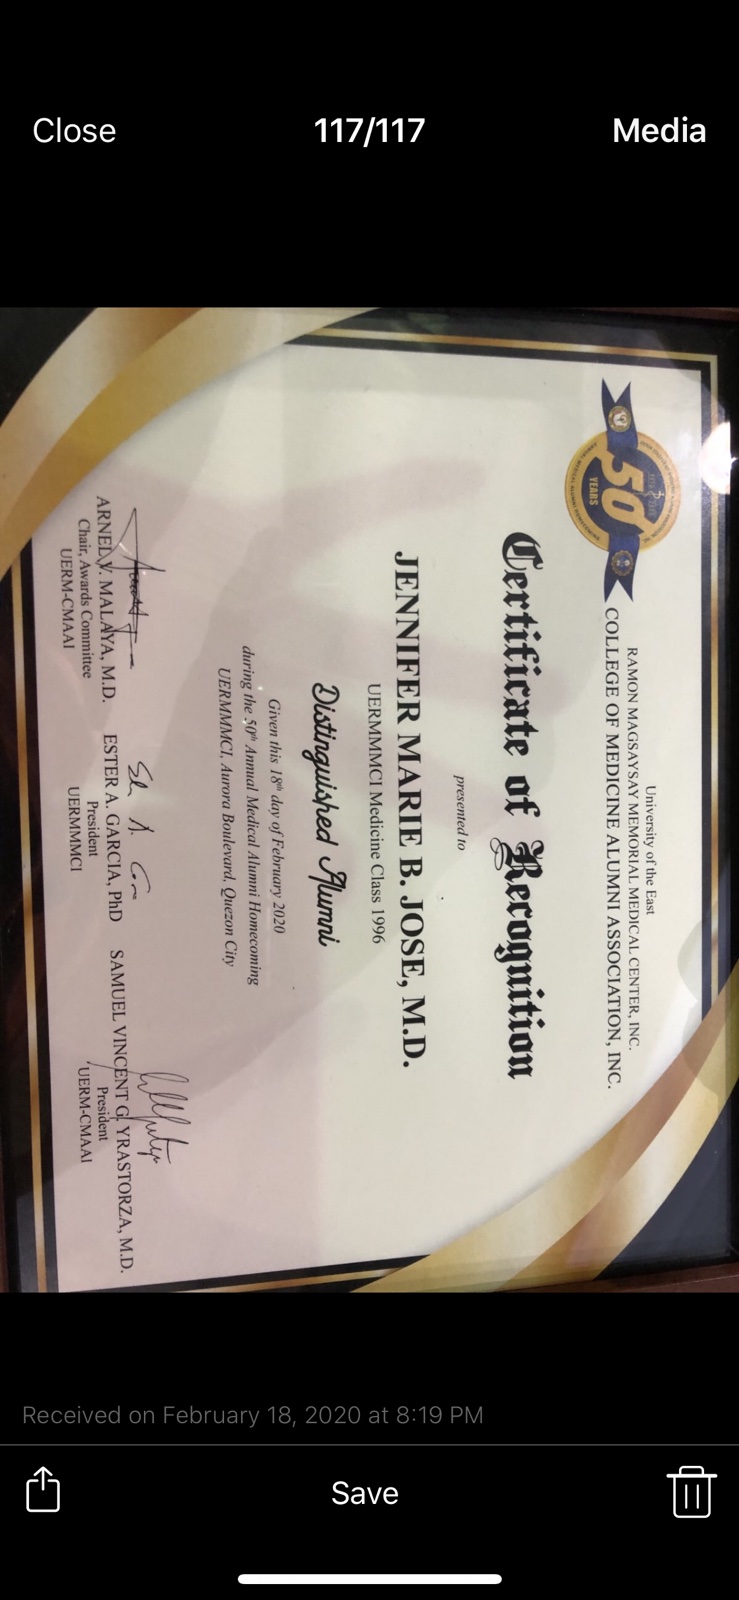 Close
117/117
Media
50
YEARS
University of the East
RAMON MAGSAYSAY MEMORIAL MEDICAL CENTER, INC.
COLLEGE OF MEDICINE ALUMNI ASSOCIATION, INC.
Certificate of Recognition
presented to
JENNIFER MARIE B. JOSE, M.D.
UERMMMCI Medicine Class 1996
Distinguished Alumni
Given this 18th day of February 2020
during the 50th Annual Medical Alumni Homecoming
UERMMMCI, Aurora Boulevard, Quezon City
ARNEL V. MALAYA, M.D.
Chair, Awards Committee
UERM-CMAAI
ESTER A. GARCIA, PhD
President
UERMMMCI
SAMUEL VINCENT G. YRASTORZA, M.D.
President
UERM-CMAAI
Received on February 18, 2020 at 8:19 PM
Save